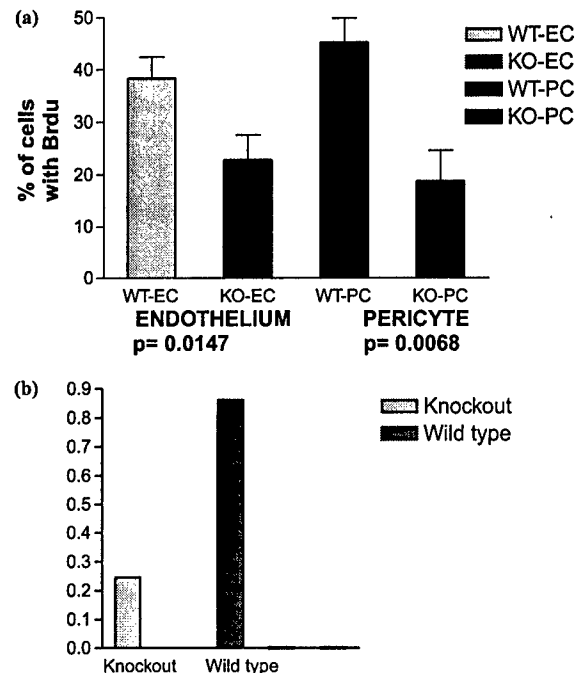 (a)
% of cells
with Brdu
50
40
30
20
10
0
WT-EC
KO-EC
WT-PC
KO-PC
WT-EC KO-EC WT-PC KO-PC
ENDOTHELIUM PERICYTE
p= 0.0147 p= 0.0068
(b)
0.9
0.8
0.7
0.6
0.5
0.4
0.3
0.2
0.1
0.0
Knockout
Wild type
Knockout Wild type